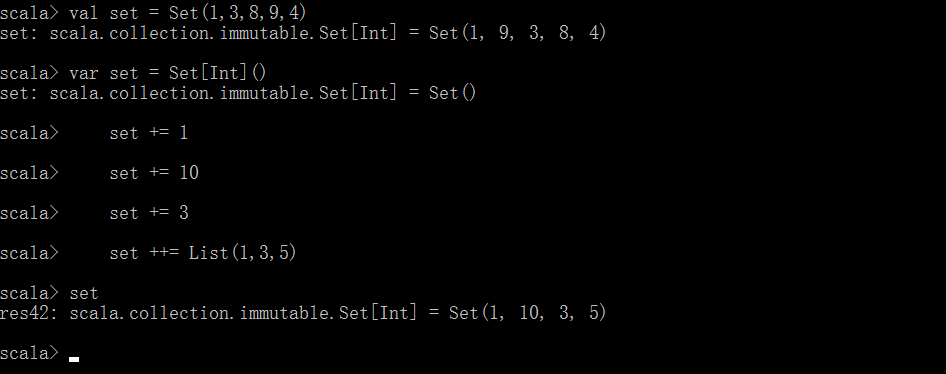 scala> val set = Set(1,3,8,9,4)
set: scala.collection.immutable.Set[Int] = Set(1, 9, 3, 8, 4)
scala> var set = Set[Int]()
set: scala.collection.immutable.Set[Int] = Set()
scala>     set += 1
scala>     set += 10
scala>     set += 3
scala>     set ++= List(1,3,5)
scala> set
res42: scala.collection.immutable.Set[Int] = Set(1, 10, 3, 5)
scala>